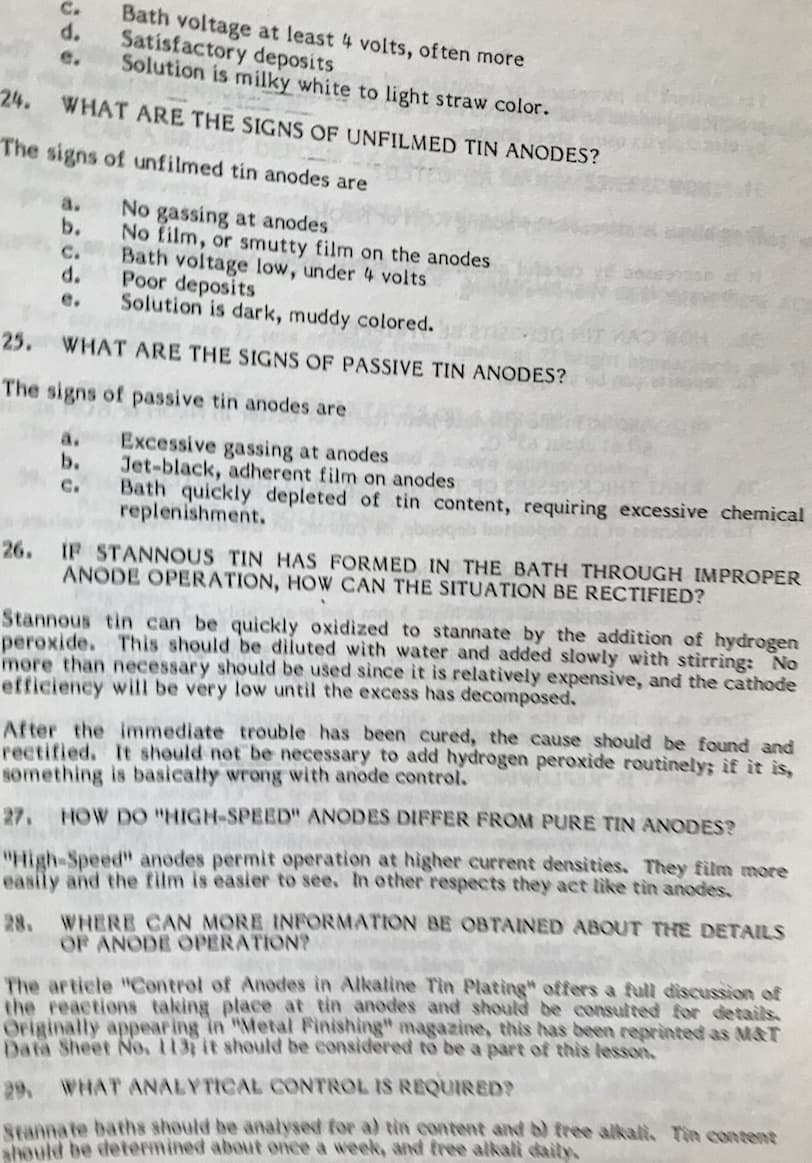 c. Bath voltage at least 4 volts, often more
d. Satisfactory deposits
e. Solution is milky white to light straw color.
24. WHAT ARE THE SIGNS OF UNFILMED TIN ANODES?
The signs of unfilmed tin anodes are
a. No gassing at anodes
b. No film, or smutty film on the anodes
c. Bath voltage low, under 4 volts
d. Poor deposits
e. Solution is dark, muddy colored.
25. WHAT ARE THE SIGNS OF PASSIVE TIN ANODES?
The signs of passive tin anodes are
a. Excessive gassing at anodes
b. Jet-black, adherent film on anodes
c. Bath quickly depleted of tin content, requiring excessive chemical
replenishment.
26. IF STANNOUS TIN HAS FORMED IN THE BATH THROUGH IMPROPER
ANODE OPERATION, HOW CAN THE SITUATION BE RECTIFIED?
Stannous tin can be quickly oxidized to stannate by the addition of hydrogen
peroxide. This should be diluted with water and added slowly with stirring: No
more than necessary should be used since it is relatively expensive, and the cathode
efficiency will be very low until the excess has decomposed.
After the immediate trouble has been cured, the cause should be found and
rectified. It should not be necessary to add hydrogen peroxide routinely; if it is,
something is basically wrong with anode control.
27. HOW DO "HIGH-SPEED" ANODES DIFFER FROM PURE TIN ANODES?
"High-Speed" anodes permit operation at higher current densities. They film more
easily and the film is easier to see. In other respects they act like tin anodes.
28. WHERE CAN MORE INFORMATION BE OBTAINED ABOUT THE DETAILS
OF ANODE OPERATION?
The article "Control of Anodes in Alkaline Tin Plating" offers a full discussion of
the reactions taking place at tin anodes and should be consulted for details.
Originally appearing in "Metal Finishing" magazine, this has been reprinted as M&T
Data Sheet No. 113; it should be considered to be a part of this lesson.
29. WHAT ANALYTICAL CONTROL IS REQUIRED?
Stannate baths should be analysed for a) tin content and b) free alkali. Tin content
should be determined about once a week, and free alkali daily.